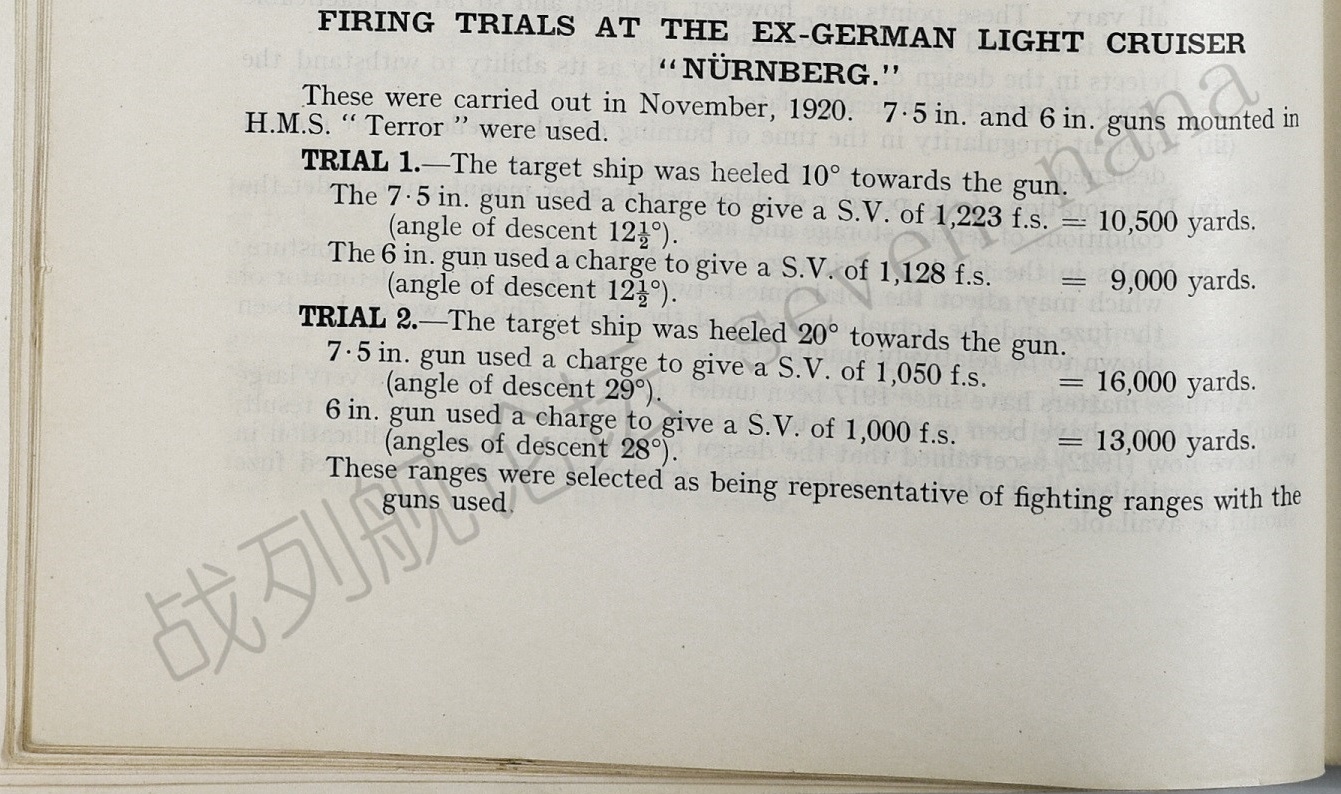 FIRING TRIALS AT THE EX-GERMAN LIGHT CRUISER
“NÜRNBERG.”
These were carried out in November, 1920. 7·5 in. and 6 in. guns mounted in
H.M.S. “ Terror ” were used.
TRIAL 1.—The target ship was heeled 10° towards the gun.
The 7·5 in. gun used a charge to give a S.V. of 1,223 f.s. = 10,500 yards.
(angle of descent 12½°).
The 6 in. gun used a charge to give a S.V. of 1,128 f.s. = 9,000 yards.
(angle of descent 12½°).
TRIAL 2.—The target ship was heeled 20° towards the gun.
7·5 in. gun used a charge to give a S.V. of 1,050 f.s. = 16,000 yards.
(angle of descent 29°).
6 in. gun used a charge to give a S.V. of 1,000 f.s. = 13,000 yards.
(angles of descent 28°).
These ranges were selected as being representative of fighting ranges with the
guns used.
战列舰论坛 seven_nana